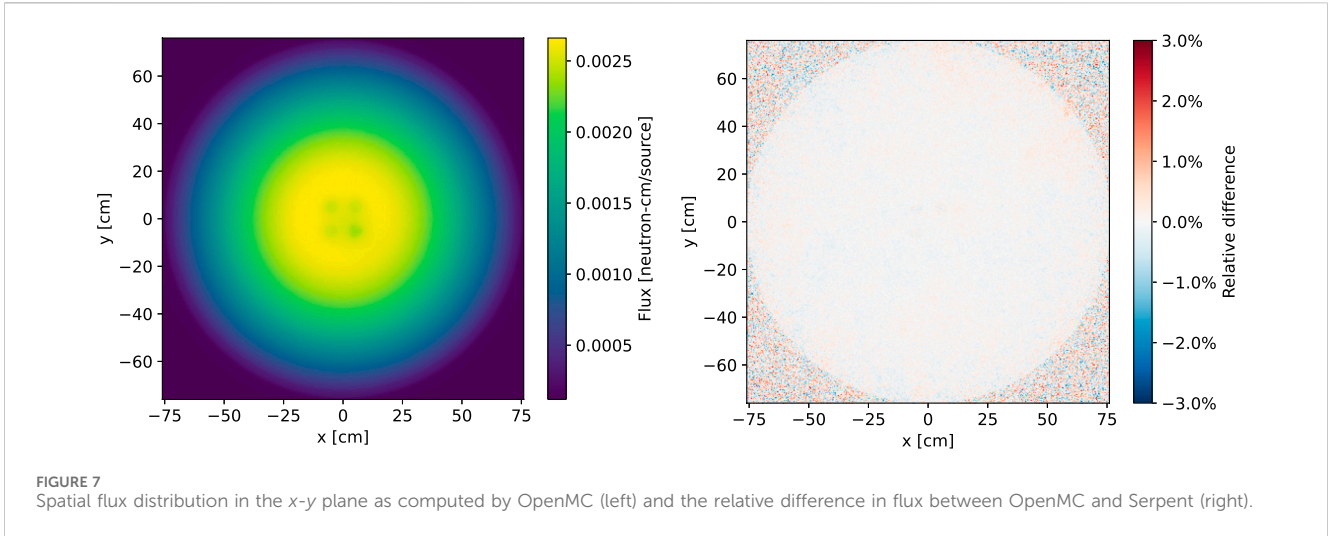 60
40
20
0
−20
−40
−60
y [cm]
−75 −50 −25 0 25 50 75
x [cm]
0.0025
0.0020
0.0015
0.0010
0.0005
Flux [neutron-cm/source]
60
40
20
0
−20
−40
−60
y [cm]
−75 −50 −25 0 25 50 75
x [cm]
3.0%
2.0%
1.0%
0.0%
−1.0%
−2.0%
−3.0%
Relative difference
FIGURE 7
Spatial flux distribution in the x-y plane as computed by OpenMC (left) and the relative difference in flux between OpenMC and Serpent (right).